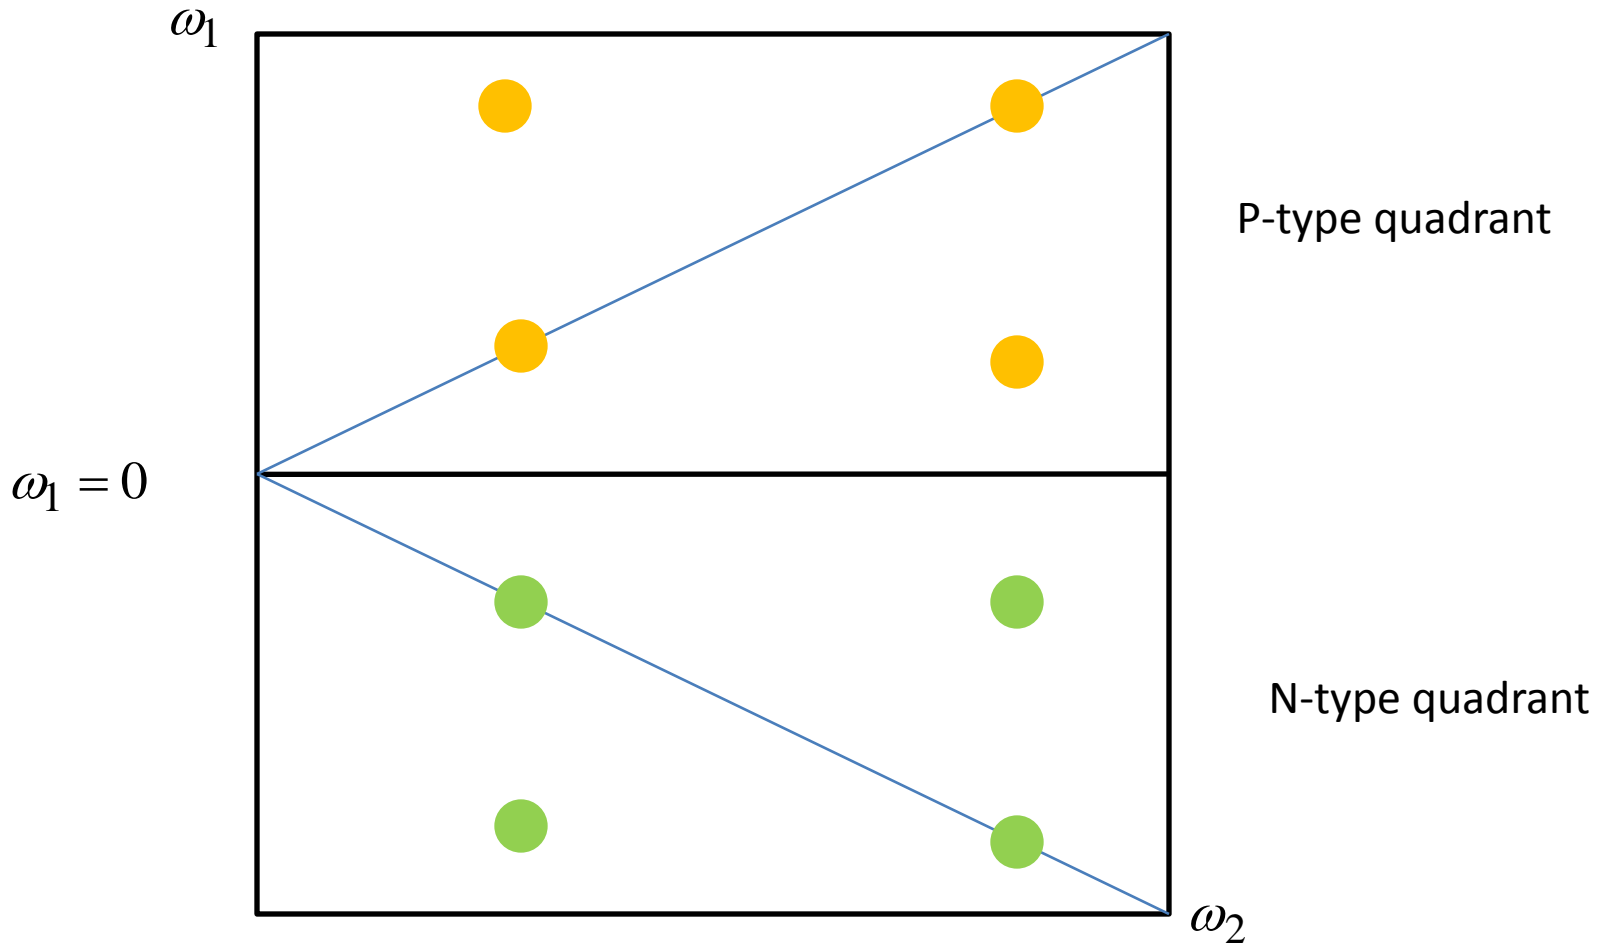 ω₁
P-type quadrant
ω₁ = 0
N-type quadrant
ω₂